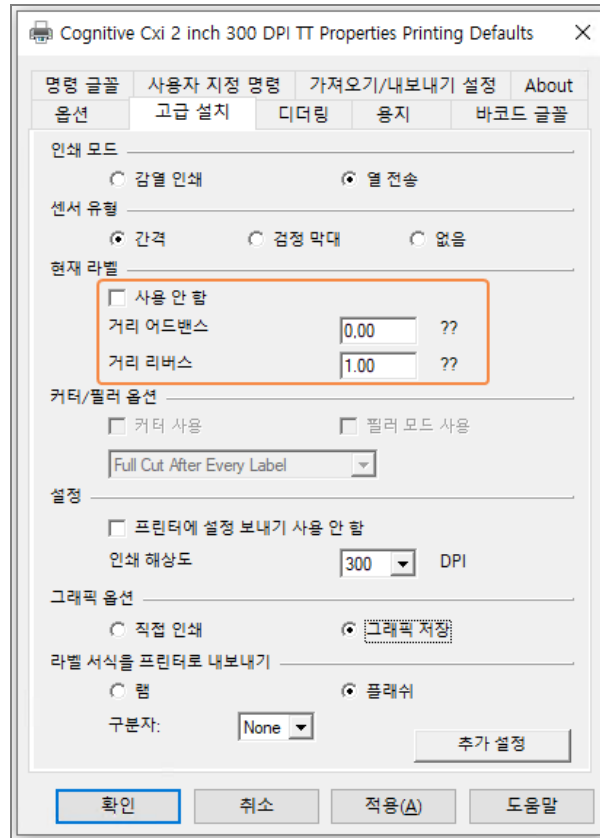 Cognitive Cxi 2 inch 300 DPI TT Properties Printing Defaults
명령 글꼴 사용자 지정 명령 가져오기/내보내기 설정 About
옵션 고급 설치 디더링 용지 바코드 글꼴
인쇄 모드
감열 인쇄 열 전송
센서 유형
간격 검정 막대 없음
현재 라벨
사용 안 함
거리 어드밴스 0,00 ??
거리 리버스 1.00 ??
커터/필러 옵션
커터 사용 필러 모드 사용
Full Cut After Every Label
설정
프린터에 설정 보내기 사용 안 함
인쇄 해상도 300 DPI
그래픽 옵션
직접 인쇄 그래픽 저장
라벨 서식을 프린터로 내보내기
램 플래쉬
구분자: None
추가 설정
확인 취소 적용(A) 도움말